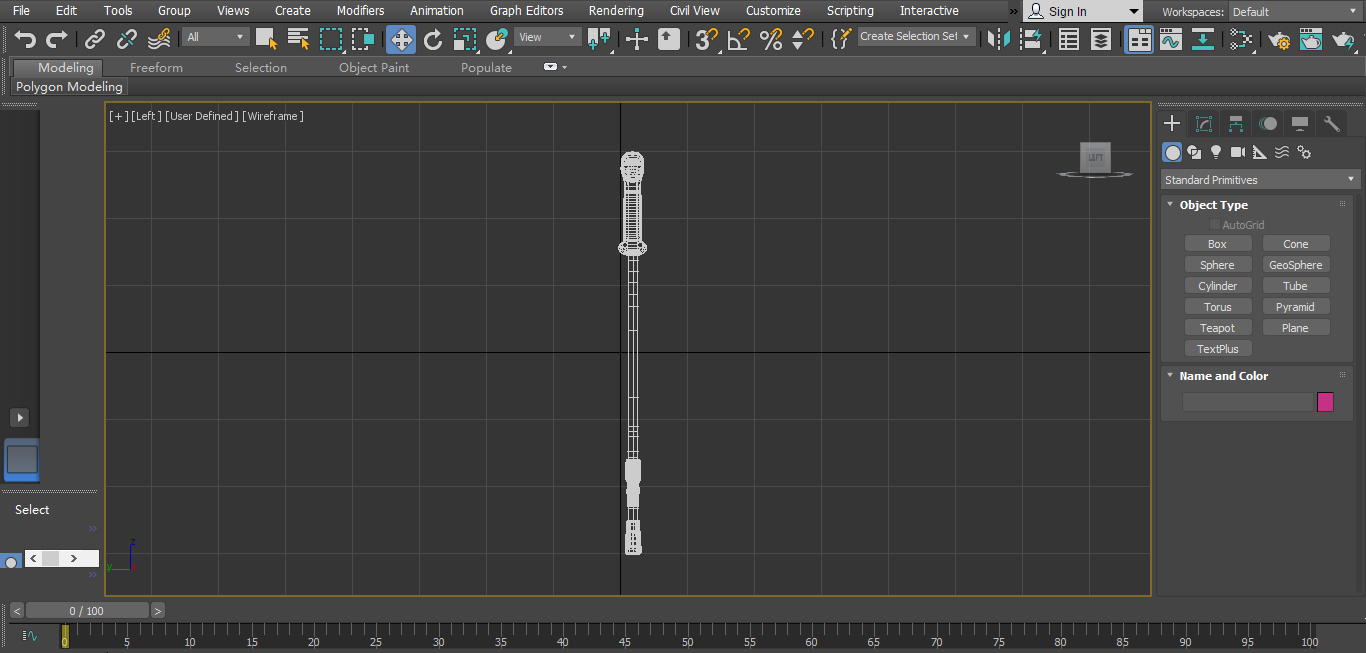 File Edit Tools Group Views Create Modifiers Animation Graph Editors Rendering Civil View Customize Scripting Interactive » Sign In Workspaces: Default
All View 3 Create Selection Set
Modeling Freeform Selection Object Paint Populate
Polygon Modeling
[+] [Left] [User Defined] [Wireframe]
LEFT
Standard Primitives
Object Type
AutoGrid
Box Cone
Sphere GeoSphere
Cylinder Tube
Torus Pyramid
Teapot Plane
TextPlus
Name and Color
Select
»
< >
»
z
y
< 0 / 100 >
0 5 10 15 20 25 30 35 40 45 50 55 60 65 70 75 80 85 90 95 100